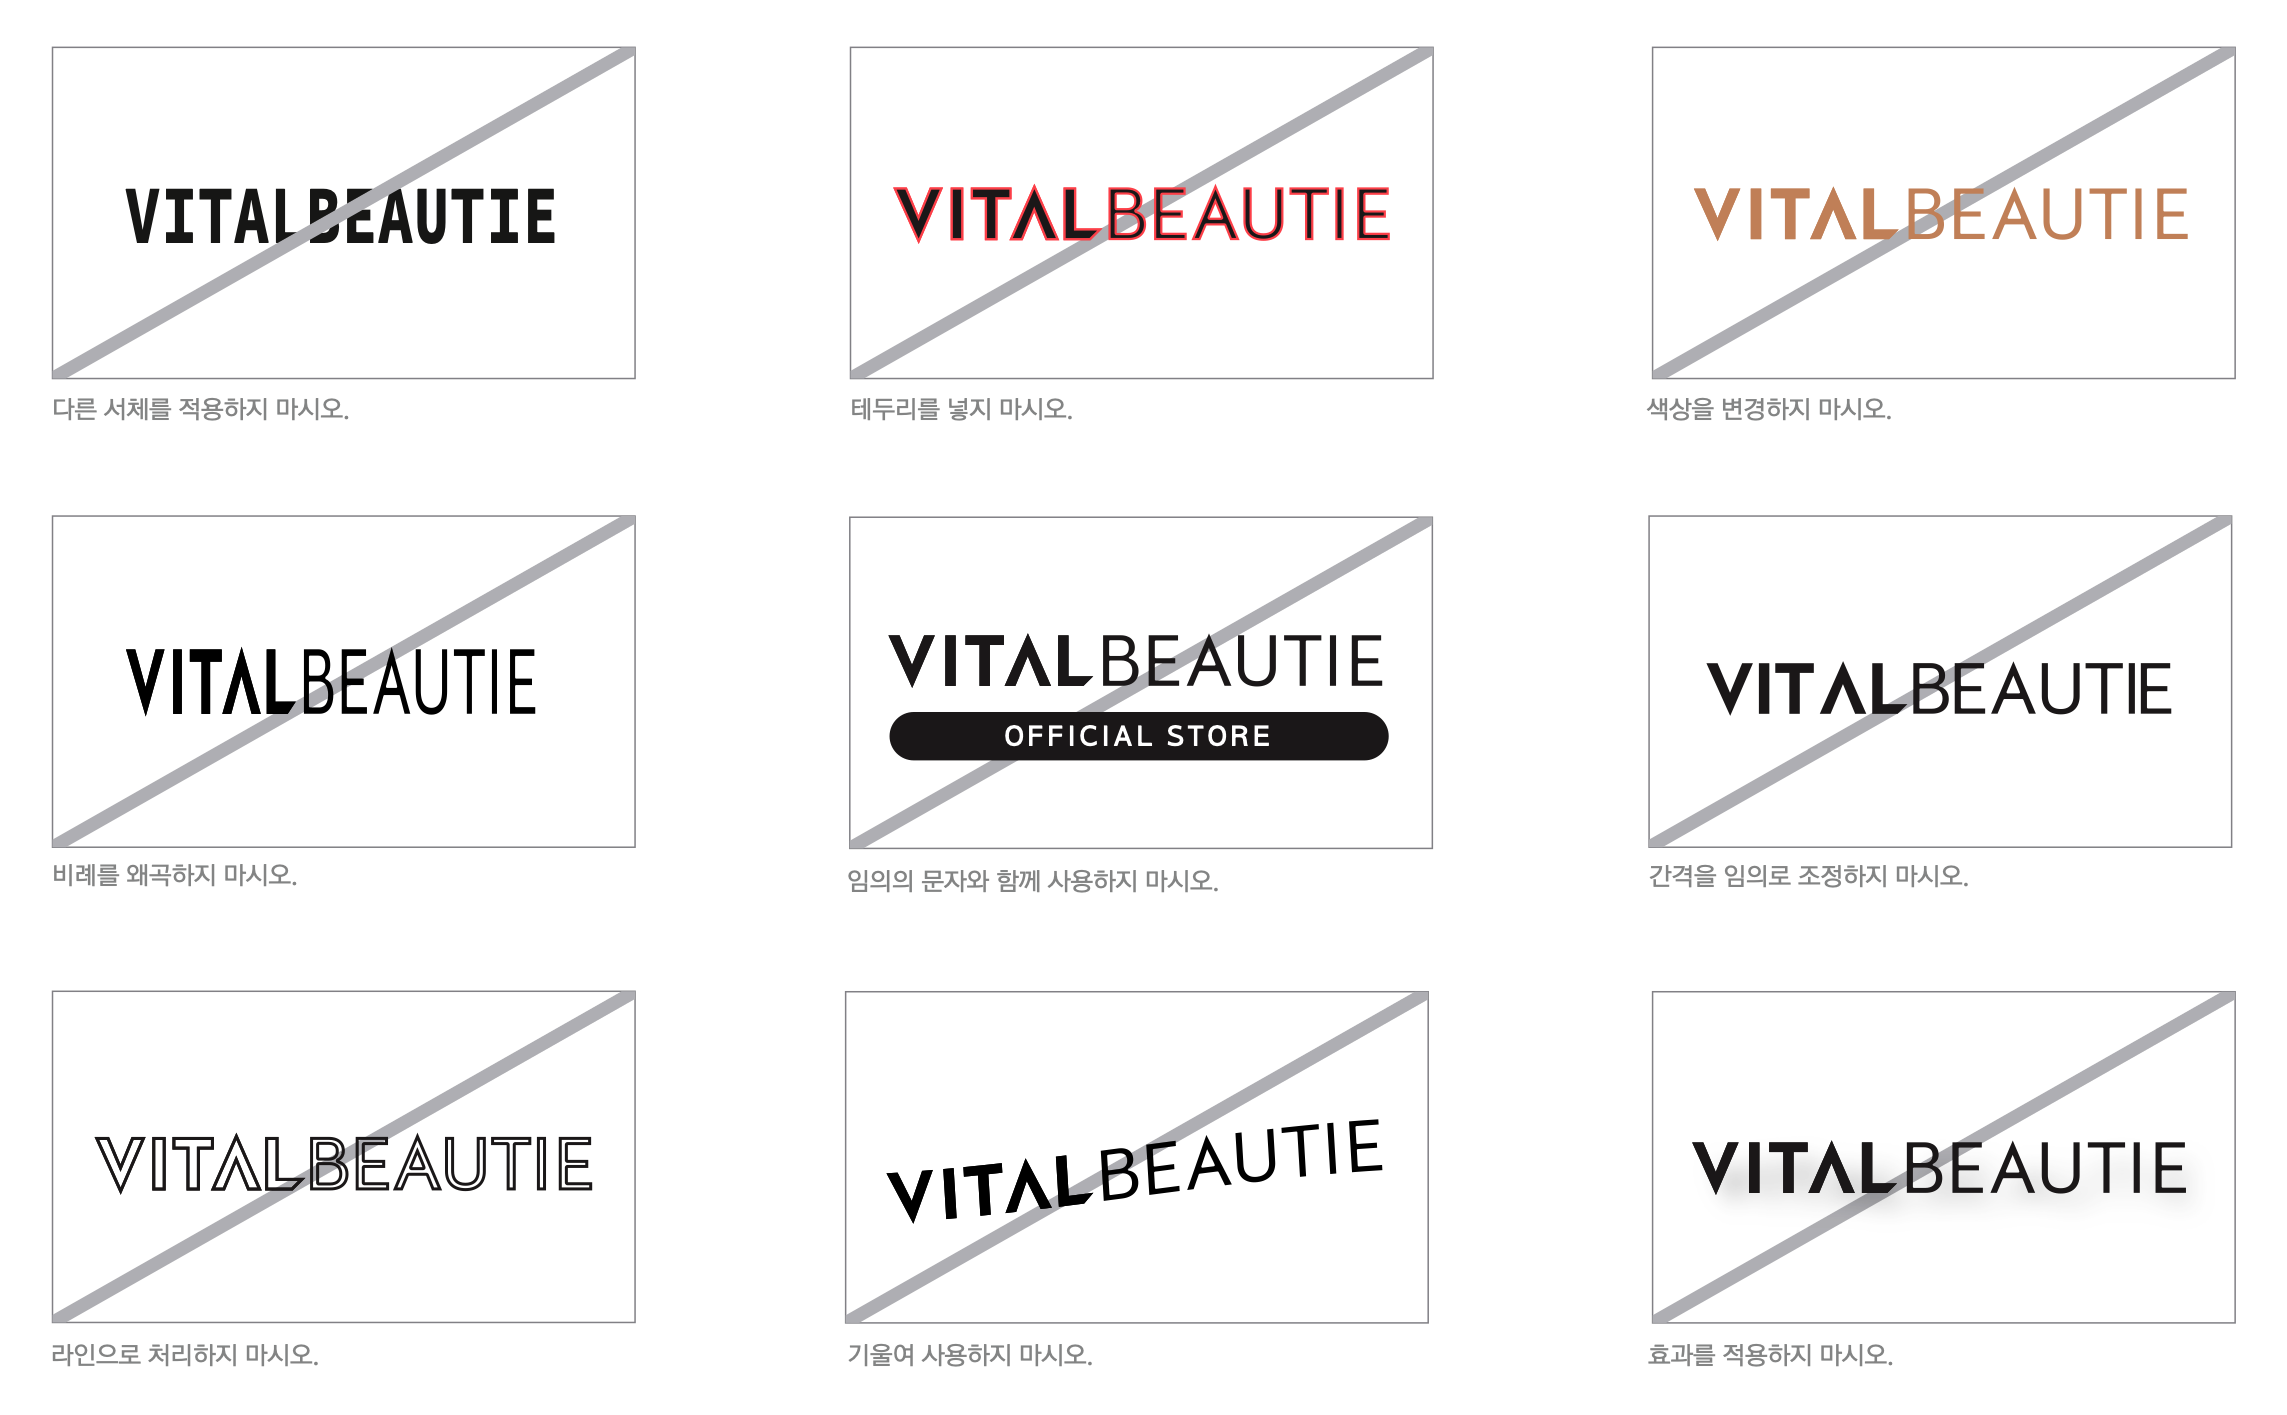 VITALBEAUTIE
다른 서체를 적용하지 마시오.
VITALBEAUTIE
테두리를 넣지 마시오.
VITALBEAUTIE
색상을 변경하지 마시오.
VITALBEAUTIE
비례를 왜곡하지 마시오.
VITALBEAUTIE
OFFICIAL STORE
임의의 문자와 함께 사용하지 마시오.
VITALBEAUTIE
간격을 임의로 조정하지 마시오.
VITALBEAUTIE
라인으로 처리하지 마시오.
VITALBEAUTIE
기울여 사용하지 마시오.
VITALBEAUTIE
효과를 적용하지 마시오.